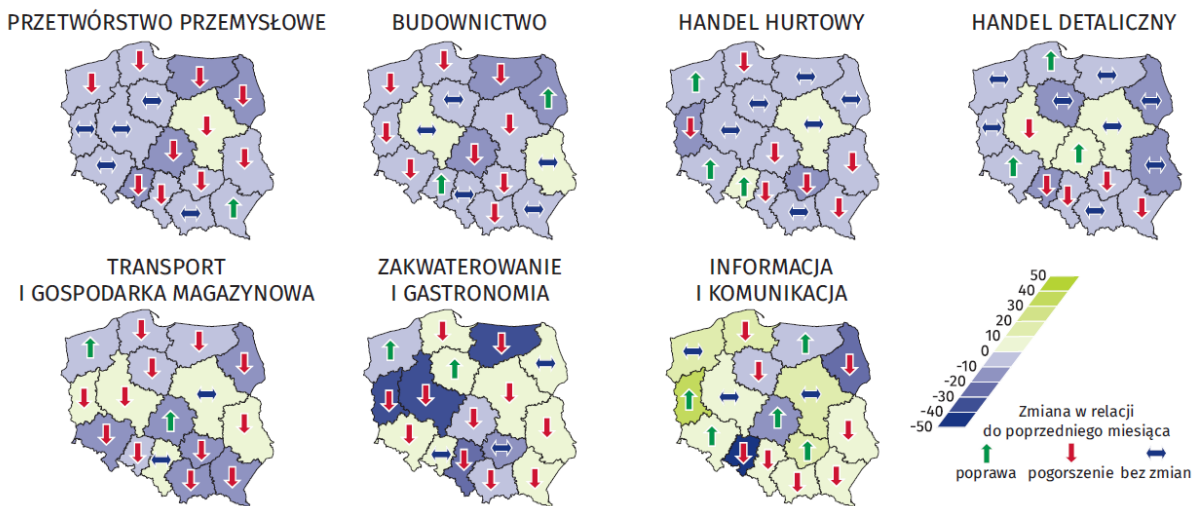 PRZETWÓRSTWO PRZEMYSŁOWE
BUDOWNICTWO
HANDEL HURTOWY
HANDEL DETALICZNY
TRANSPORT
I GOSPODARKA MAGAZYNOWA
ZAKWATEROWANIE
I GASTRONOMIA
INFORMACJA
I KOMUNIKACJA
50
40
30
20
10
0
-10
-20
-30
-40
-50
Zmiana w relacji
do poprzedniego miesiąca
poprawa
pogorszenie
bez zmian